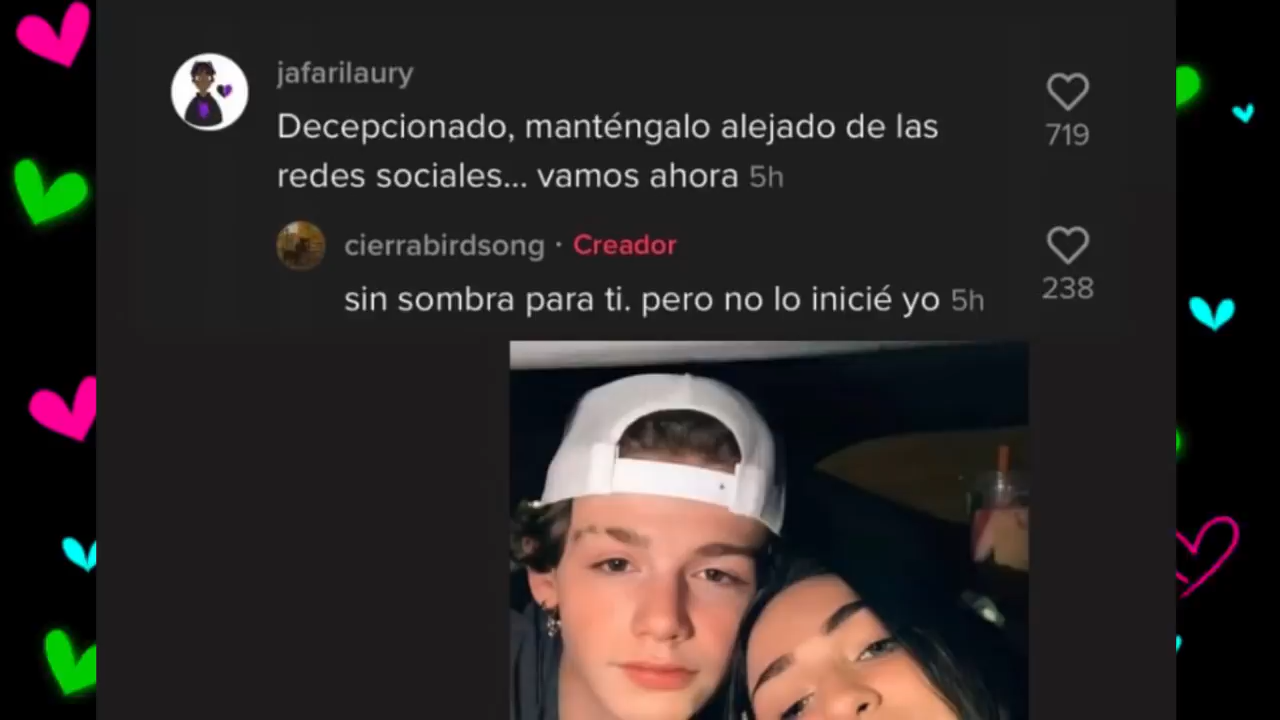 jafarilaury
Decepcionado, manténgalo alejado de las
redes sociales... vamos ahora 5h
719
cierrabirdsong · Creador
sin sombra para ti. pero no lo inicié yo 5h
238